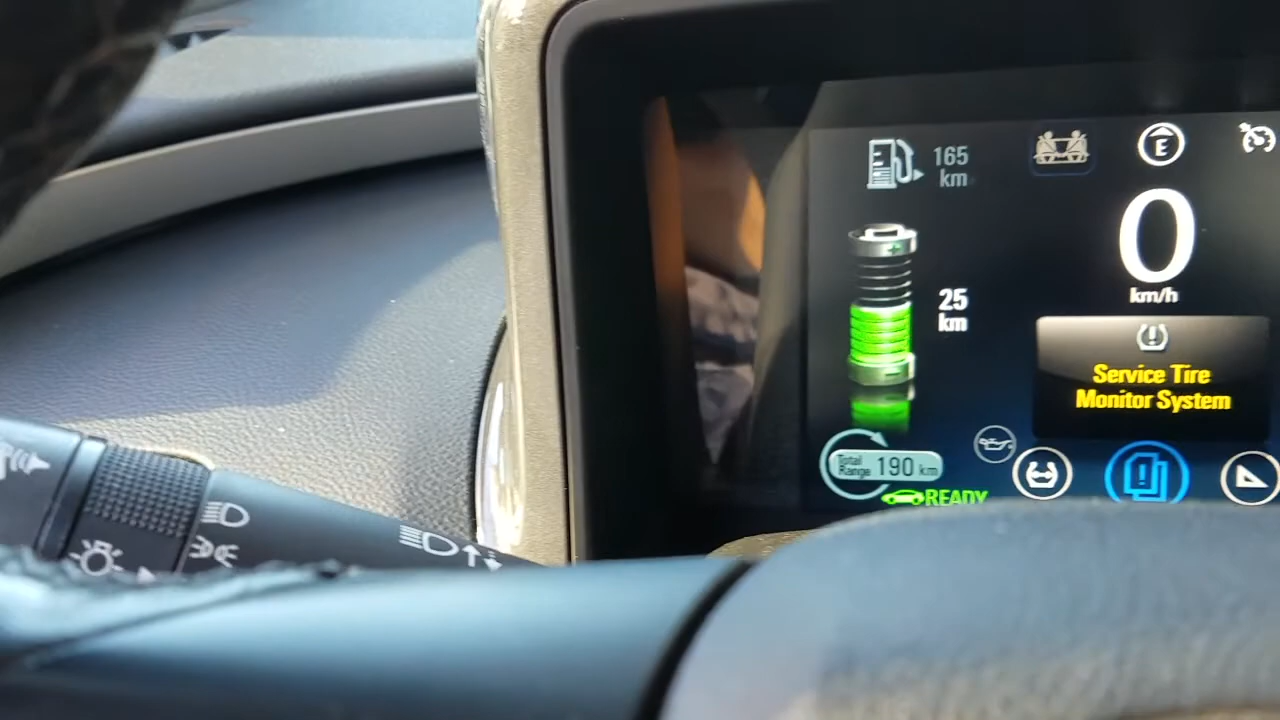 165
km
E
0
km/h
25
km
Service Tire
Monitor System
Total
Range
190 km
READY